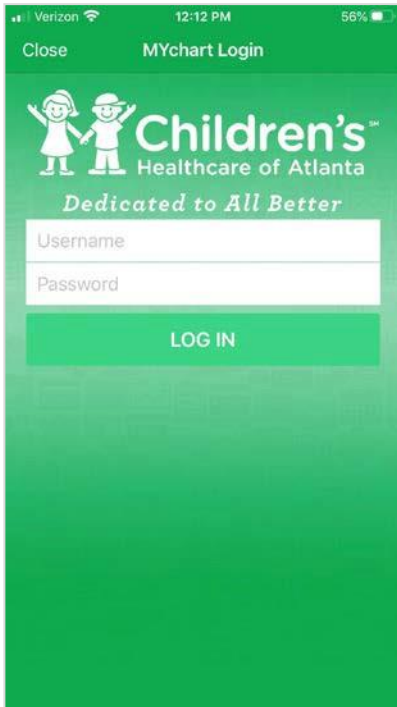 Verizon 12:12 PM 56%
Close MYchart Login
Children's℠
Healthcare of Atlanta
Dedicated to All Better
Username
Password
LOG IN